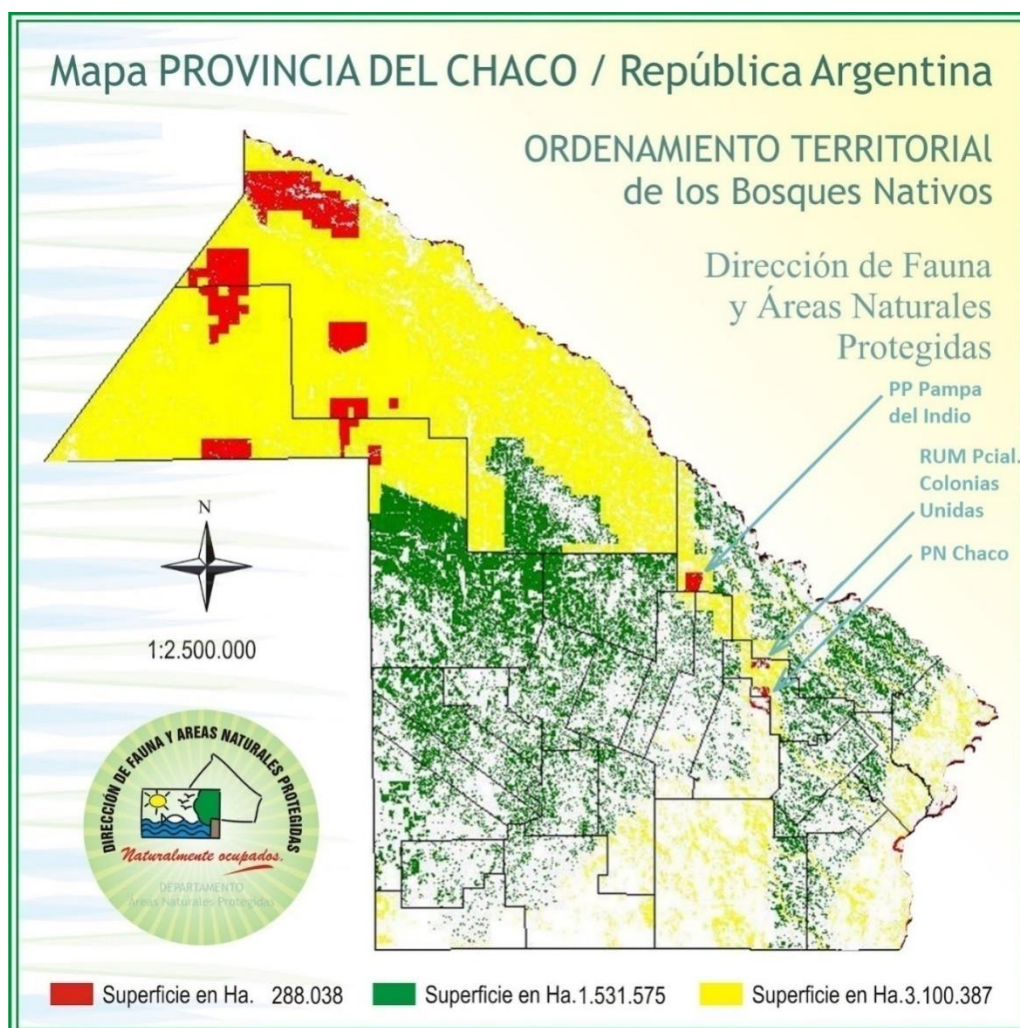 Mapa PROVINCIA DEL CHACO / República Argentina
ORDENAMIENTO TERRITORIAL
de los Bosques Nativos
Dirección de Fauna
y Áreas Naturales
Protegidas
PP Pampa
del Indio
RUM Pcial.
Colonias
Unidas
PN Chaco
N
1:2.500.000
DIRECCIÓN DE FAUNA Y AREAS NATURALES PROTEGIDAS
Naturalmente ocupados.
DEPARTAMENTO
Áreas Naturales Protegidas
Superficie en Ha. 288.038
Superficie en Ha.1.531.575
Superficie en Ha.3.100.387